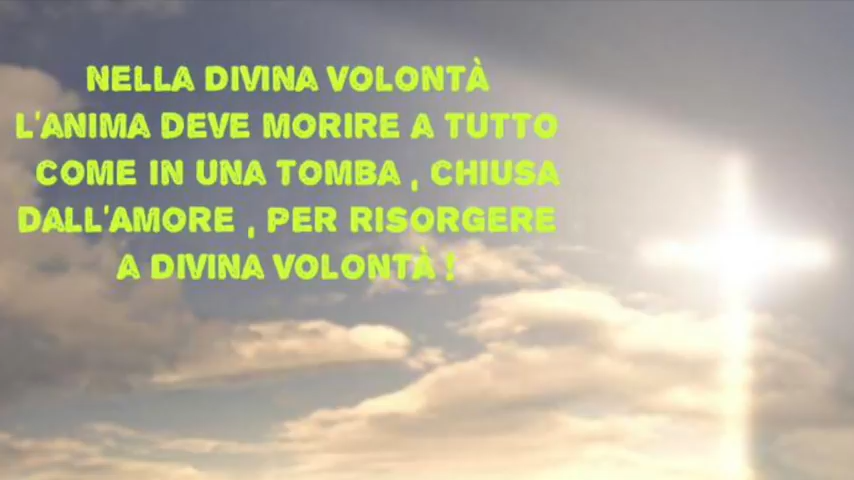 NELLA DIVINA VOLONTÀ
L'ANIMA DEVE MORIRE A TUTTO
COME IN UNA TOMBA , CHIUSA
DALL'AMORE , PER RISORGERE
A DIVINA VOLONTÀ !